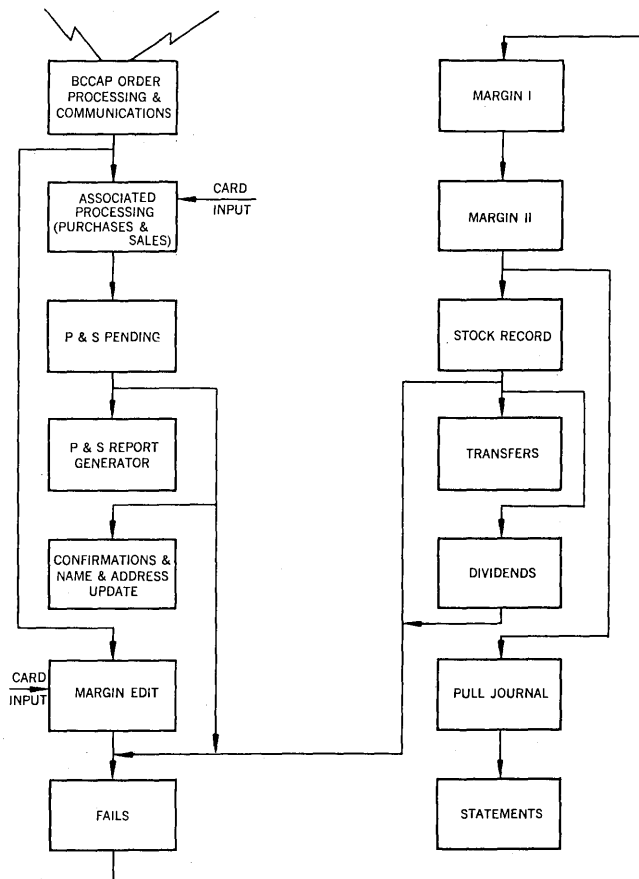 BCCAP ORDER
PROCESSING &
COMMUNICATIONS
ASSOCIATED
PROCESSING
(PURCHASES &
SALES)
CARD
INPUT
P & S PENDING
P & S REPORT
GENERATOR
CONFIRMATIONS &
NAME & ADDRESS
UPDATE
CARD
INPUT
MARGIN EDIT
FAILS
MARGIN I
MARGIN II
STOCK RECORD
TRANSFERS
DIVIDENDS
PULL JOURNAL
STATEMENTS